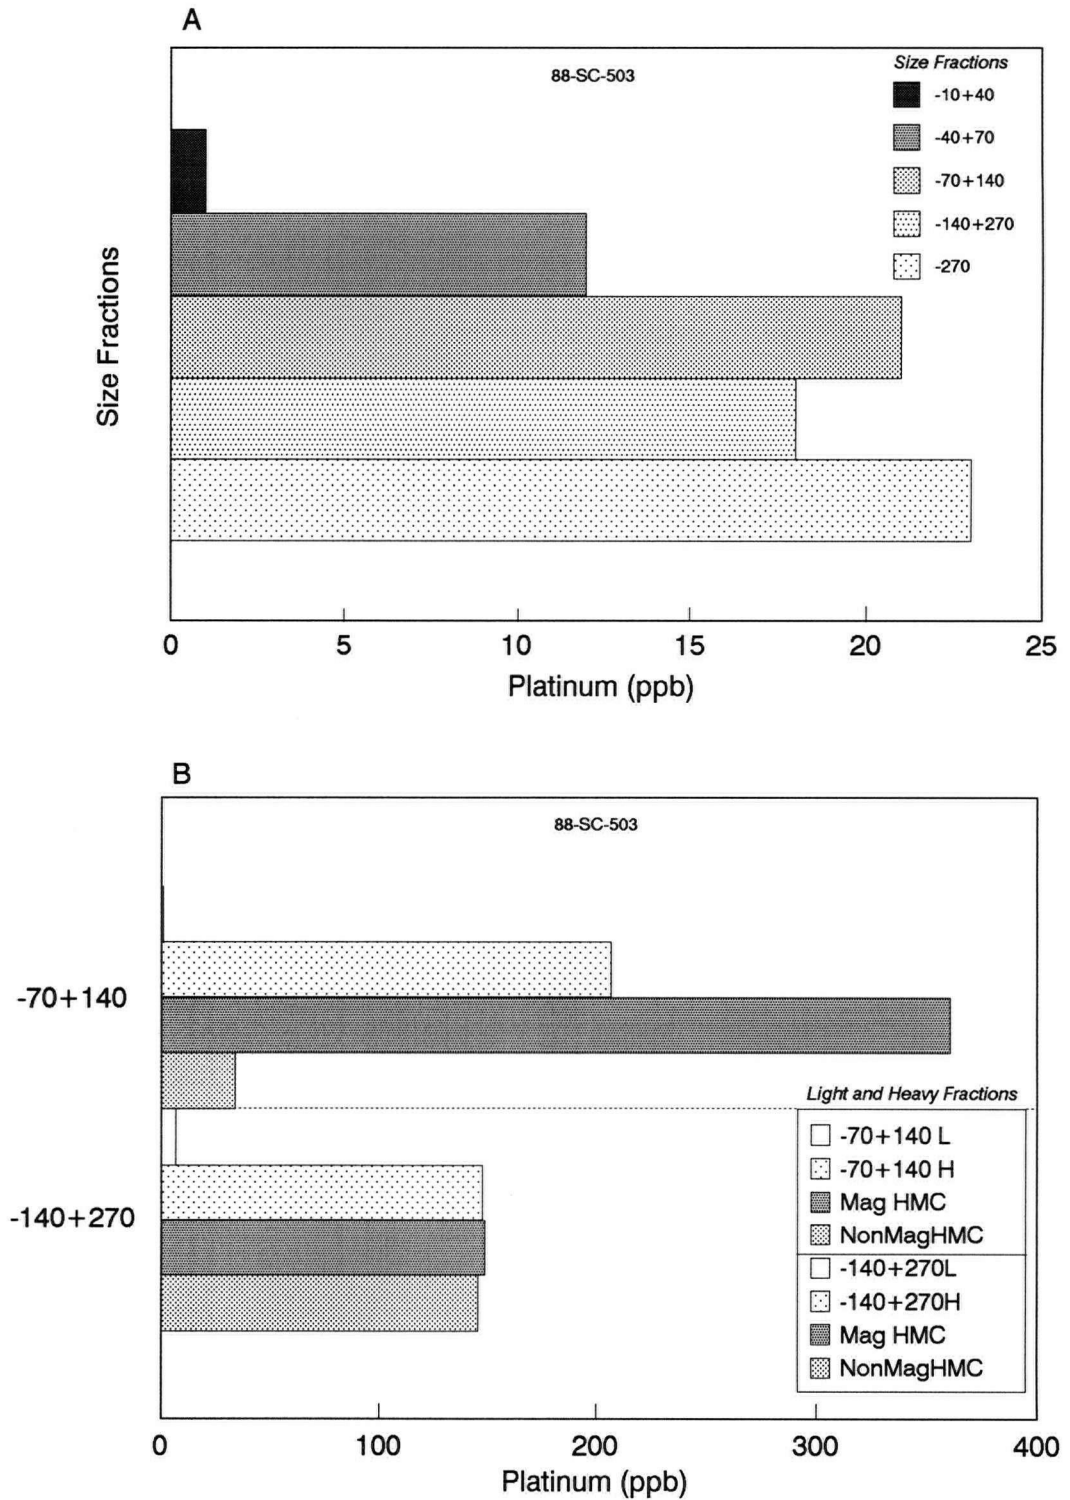 A
88-SC-503
Size Fractions
-10+40
-40+70
-70+140
-140+270
-270
Size Fractions
0 5 10 15 20 25
Platinum (ppb)
B
88-SC-503
-70+140
-140+270
Light and Heavy Fractions
-70+140 L
-70+140 H
Mag HMC
NonMagHMC
-140+270L
-140+270H
Mag HMC
NonMagHMC
0 100 200 300 400
Platinum (ppb)